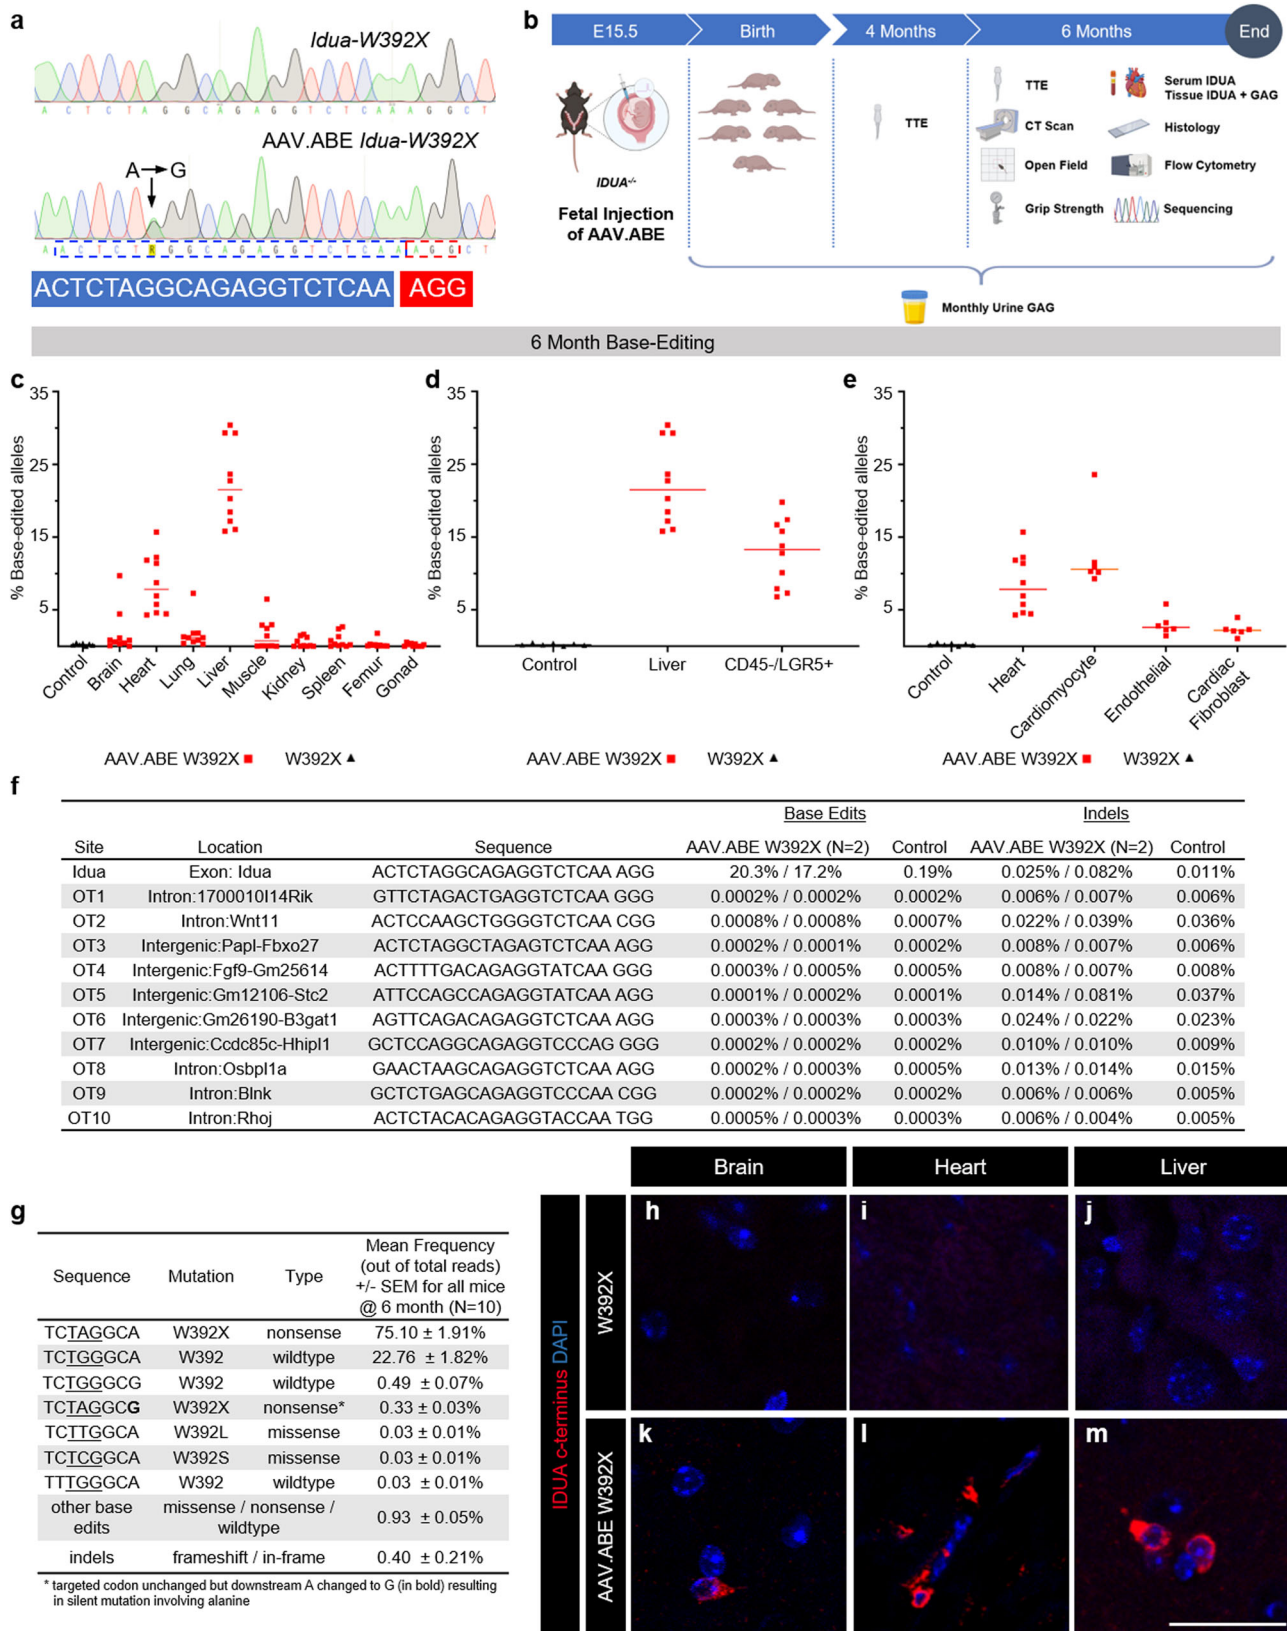 a
Idua-W392X
A C T C T A G G C A G A G G T C T C A A A G G C T
AAV.ABE Idua-W392X
A→G
A C T C T R G G C A G A G G T C T C A A A G G C T
ACTCTAGGCAGAGGTCTCAA AGG
b
E15.5 Birth 4 Months 6 Months End
IDUA-/-
Fetal Injection
of AAV.ABE
TTE
TTE
CT Scan
Open Field
Grip Strength
Serum IDUA
Tissue IDUA + GAG
Histology
Flow Cytometry
Sequencing
Monthly Urine GAG
6 Month Base-Editing
c
% Base-edited alleles
35
25
15
5
Control Brain Heart Lung Liver Muscle Kidney Spleen Femur Gonad
AAV.ABE W392X ■ W392X ▲
d
% Base-edited alleles
35
25
15
5
Control Liver CD45-/LGR5+
AAV.ABE W392X ■ W392X ▲
e
% Base-edited alleles
35
25
15
5
Control Heart Cardiomyocyte Endothelial Cardiac Fibroblast
AAV.ABE W392X ■ W392X ▲
f
Base Edits Indels
Site Location Sequence AAV.ABE W392X (N=2) Control AAV.ABE W392X (N=2) Control
Idua Exon: Idua ACTCTAGGCAGAGGTCTCAA AGG 20.3% / 17.2% 0.19% 0.025% / 0.082% 0.011%
OT1 Intron:1700010I14Rik GTTCTAGACTGAGGTCTCAA GGG 0.0002% / 0.0002% 0.0002% 0.006% / 0.007% 0.006%
OT2 Intron:Wnt11 ACTCCAAGCTGGGGTCTCAA CGG 0.0008% / 0.0008% 0.0007% 0.022% / 0.039% 0.036%
OT3 Intergenic:Papl-Fbxo27 ACTCTAGGCTAGAGTCTCAA AGG 0.0002% / 0.0001% 0.0002% 0.008% / 0.007% 0.006%
OT4 Intergenic:Fgf9-Gm25614 ACTTTTGACAGAGGTATCAA GGG 0.0003% / 0.0005% 0.0005% 0.008% / 0.007% 0.008%
OT5 Intergenic:Gm12106-Stc2 ATTCCAGCCAGAGGTATCAA AGG 0.0001% / 0.0002% 0.0001% 0.014% / 0.081% 0.037%
OT6 Intergenic:Gm26190-B3gat1 AGTTCAGACAGAGGTCTCAA AGG 0.0003% / 0.0003% 0.0003% 0.024% / 0.022% 0.023%
OT7 Intergenic:Ccdc85c-Hhipl1 GCTCCAGGCAGAGGTCCCAG GGG 0.0002% / 0.0002% 0.0002% 0.010% / 0.010% 0.009%
OT8 Intron:Osbpl1a GAACTAAGCAGAGGTCTCAA AGG 0.0002% / 0.0003% 0.0005% 0.013% / 0.014% 0.015%
OT9 Intron:Blnk GCTCTGAGCAGAGGTCCCAA CGG 0.0002% / 0.0002% 0.0002% 0.006% / 0.006% 0.005%
OT10 Intron:Rhoj ACTCTACACAGAGGTACCAA TGG 0.0005% / 0.0003% 0.0003% 0.006% / 0.004% 0.005%
g
Sequence Mutation Type Mean Frequency
(out of total reads)
+/- SEM for all mice
@ 6 month (N=10)
TCTAGGCA W392X nonsense 75.10 ± 1.91%
TCTGGGCA W392 wildtype 22.76 ± 1.82%
TCTGGGCG W392 wildtype 0.49 ± 0.07%
TCTAGGCG W392X nonsense* 0.33 ± 0.03%
TCTTGGCA W392L missense 0.03 ± 0.01%
TCTCGGCA W392S missense 0.03 ± 0.01%
TTTGGGCA W392 wildtype 0.03 ± 0.01%
other base edits missense / nonsense / wildtype 0.93 ± 0.05%
indels frameshift / in-frame 0.40 ± 0.21%
* targeted codon unchanged but downstream A changed to G (in bold) resulting
in silent mutation involving alanine
Brain Heart Liver
IDUA c-terminus DAPI
W392X
h i j
AAV.ABE W392X
k l m